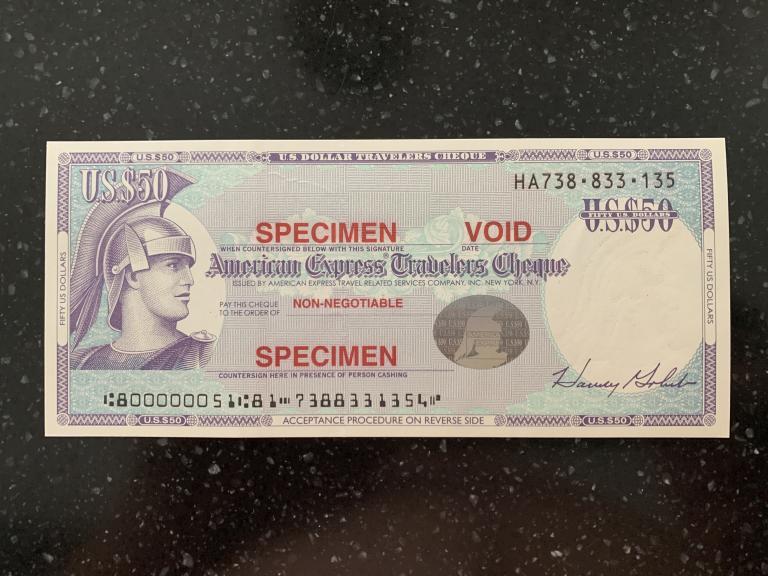 U.S.$50 U.S. DOLLAR TRAVELERS CHEQUE U.S.$50
U.S.$50
HA738·833·135
U.S.$50
FIFTY U.S. DOLLARS
SPECIMEN VOID
WHEN COUNTERSIGNED BELOW WITH THIS SIGNATURE DATE
American Express® Travelers Cheque
ISSUED BY AMERICAN EXPRESS TRAVEL RELATED SERVICES COMPANY, INC. NEW YORK, N.Y.
FIFTY US DOLLARS
FIFTY US DOLLARS
PAY THIS CHEQUE
TO THE ORDER OF
NON-NEGOTIABLE
SPECIMEN
COUNTERSIGN HERE IN PRESENCE OF PERSON CASHING
⑆800000051⑆81⑈7388331354⑈
U.S.$50 ACCEPTANCE PROCEDURE ON REVERSE SIDE U.S.$50